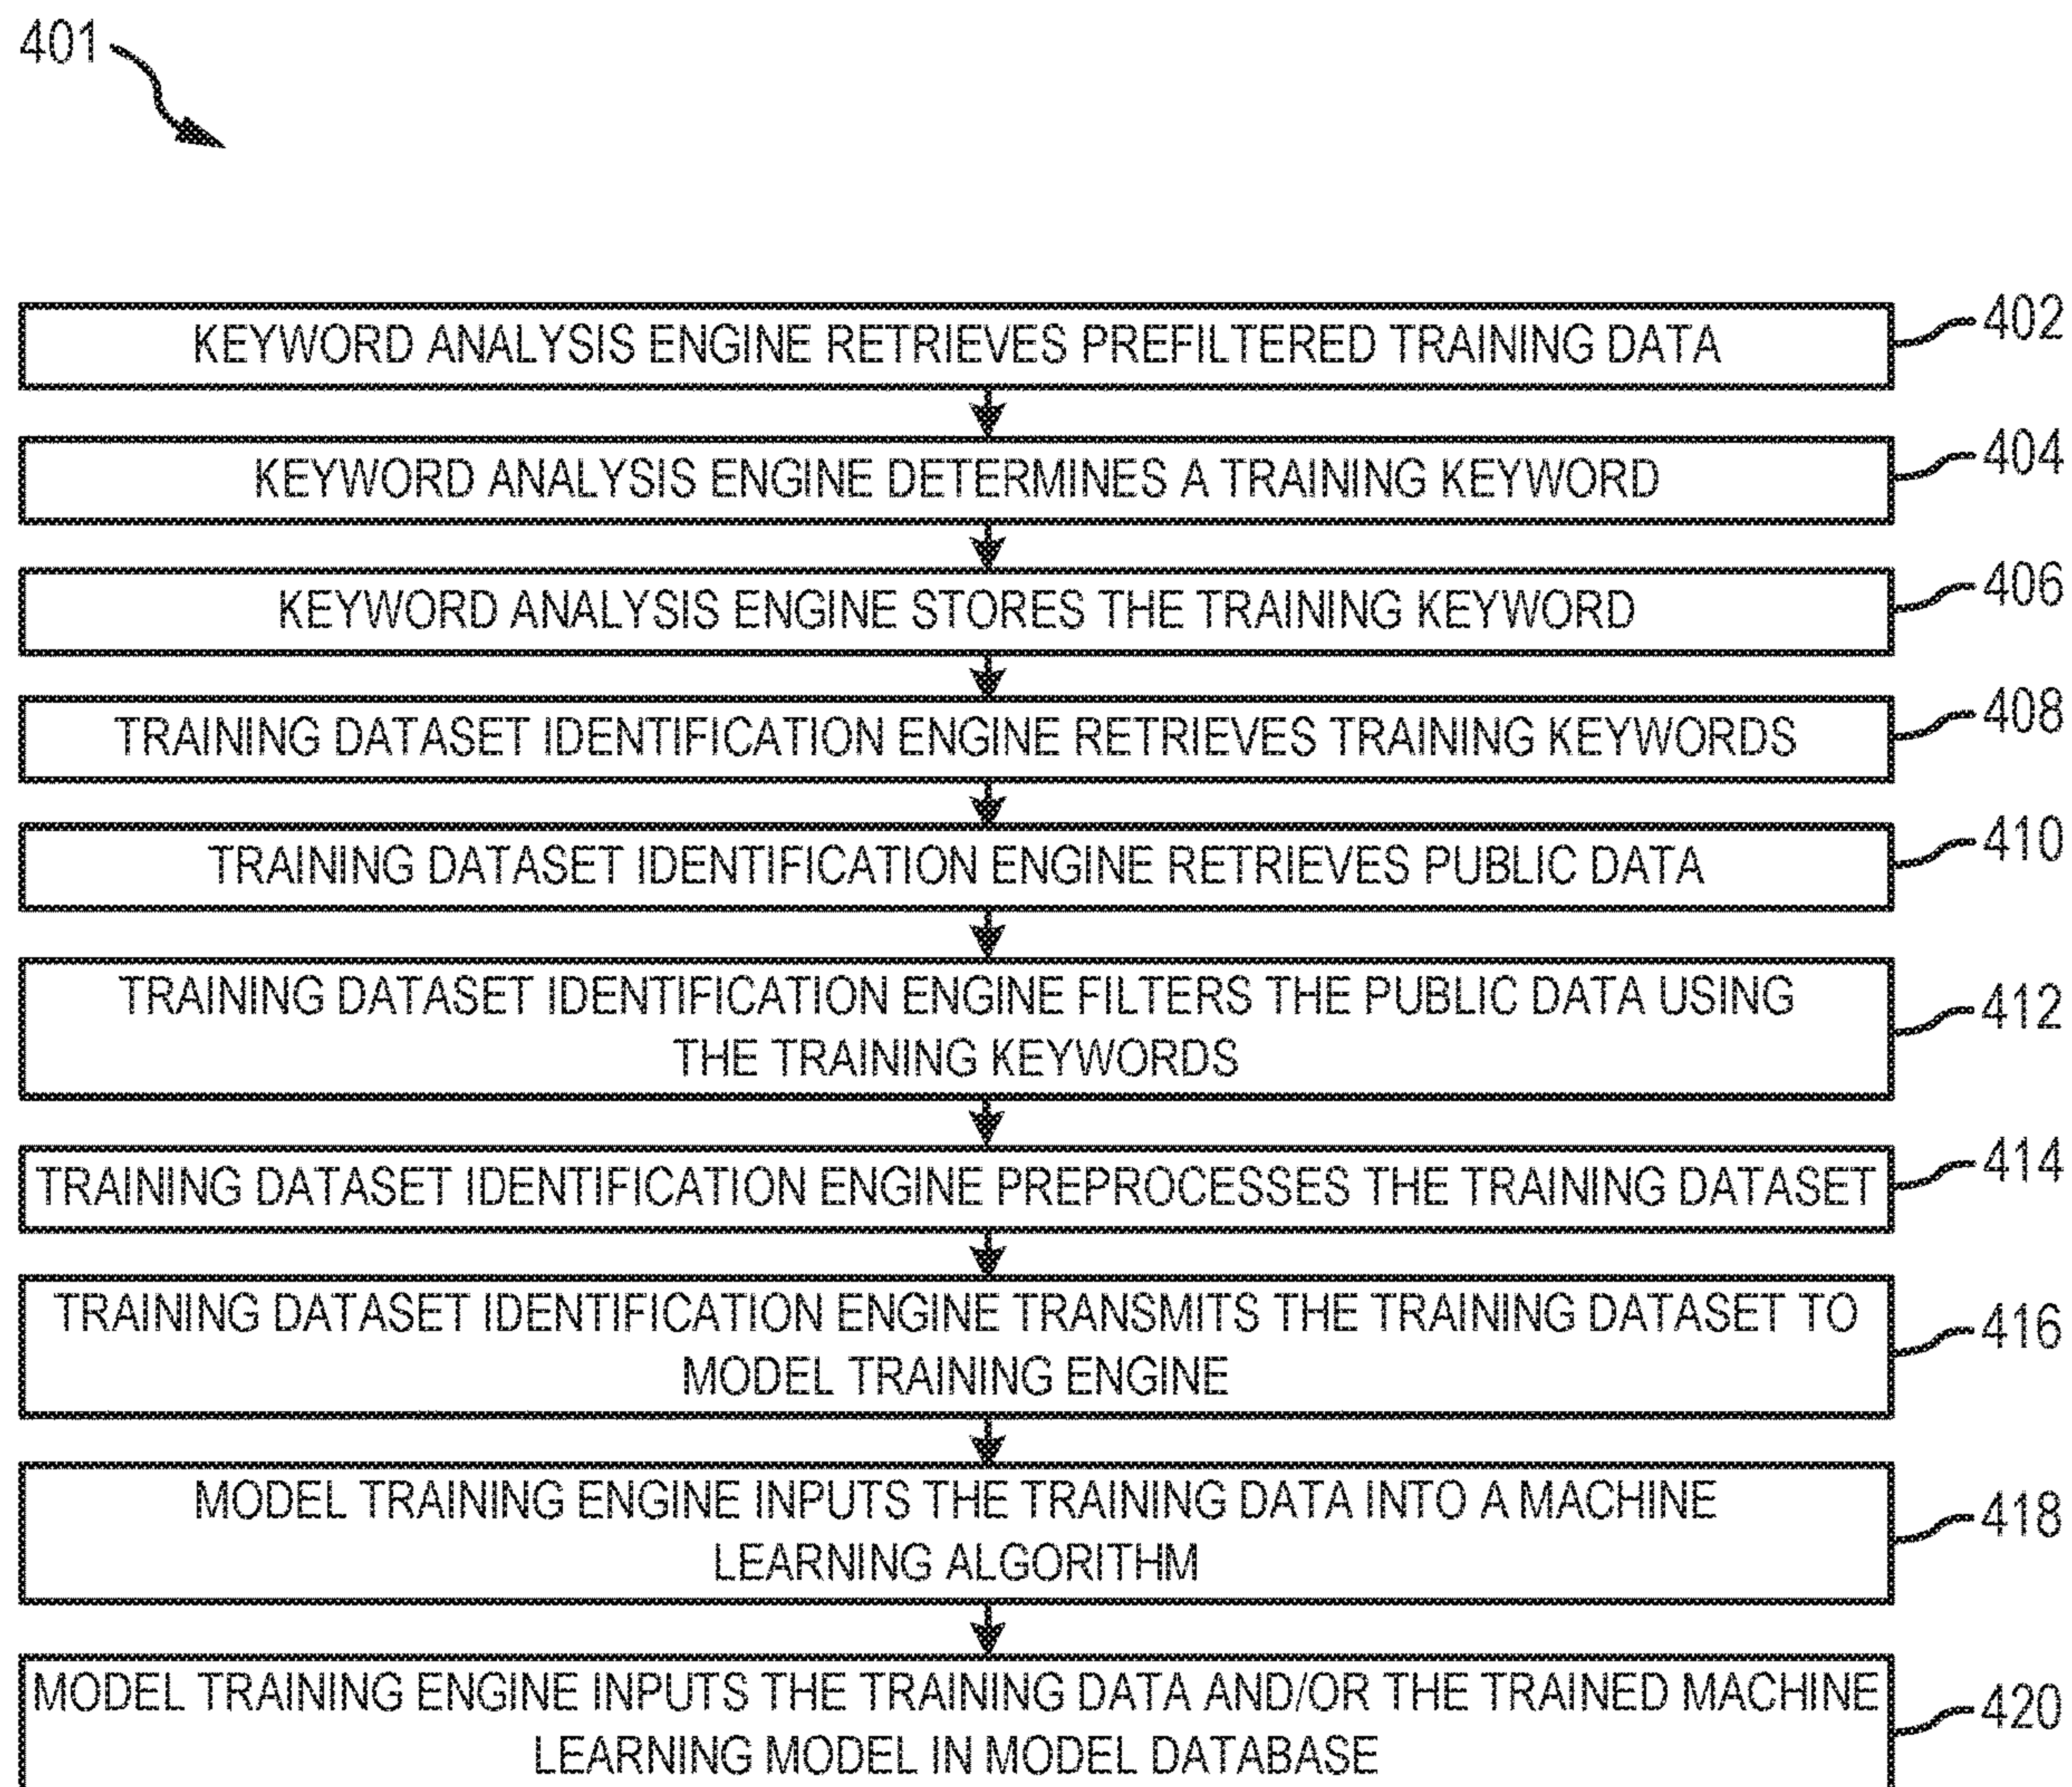 401
KEYWORD ANALYSIS ENGINE RETRIEVES PREFILTERED TRAINING DATA
402
KEYWORD ANALYSIS ENGINE DETERMINES A TRAINING KEYWORD
404
KEYWORD ANALYSIS ENGINE STORES THE TRAINING KEYWORD
406
TRAINING DATASET IDENTIFICATION ENGINE RETRIEVES TRAINING KEYWORDS
408
TRAINING DATASET IDENTIFICATION ENGINE RETRIEVES PUBLIC DATA
410
TRAINING DATASET IDENTIFICATION ENGINE FILTERS THE PUBLIC DATA USING
THE TRAINING KEYWORDS
412
TRAINING DATASET IDENTIFICATION ENGINE PREPROCESSES THE TRAINING DATASET
414
TRAINING DATASET IDENTIFICATION ENGINE TRANSMITS THE TRAINING DATASET TO
MODEL TRAINING ENGINE
416
MODEL TRAINING ENGINE INPUTS THE TRAINING DATA INTO A MACHINE
LEARNING ALGORITHM
418
MODEL TRAINING ENGINE INPUTS THE TRAINING DATA AND/OR THE TRAINED MACHINE
LEARNING MODEL IN MODEL DATABASE
420